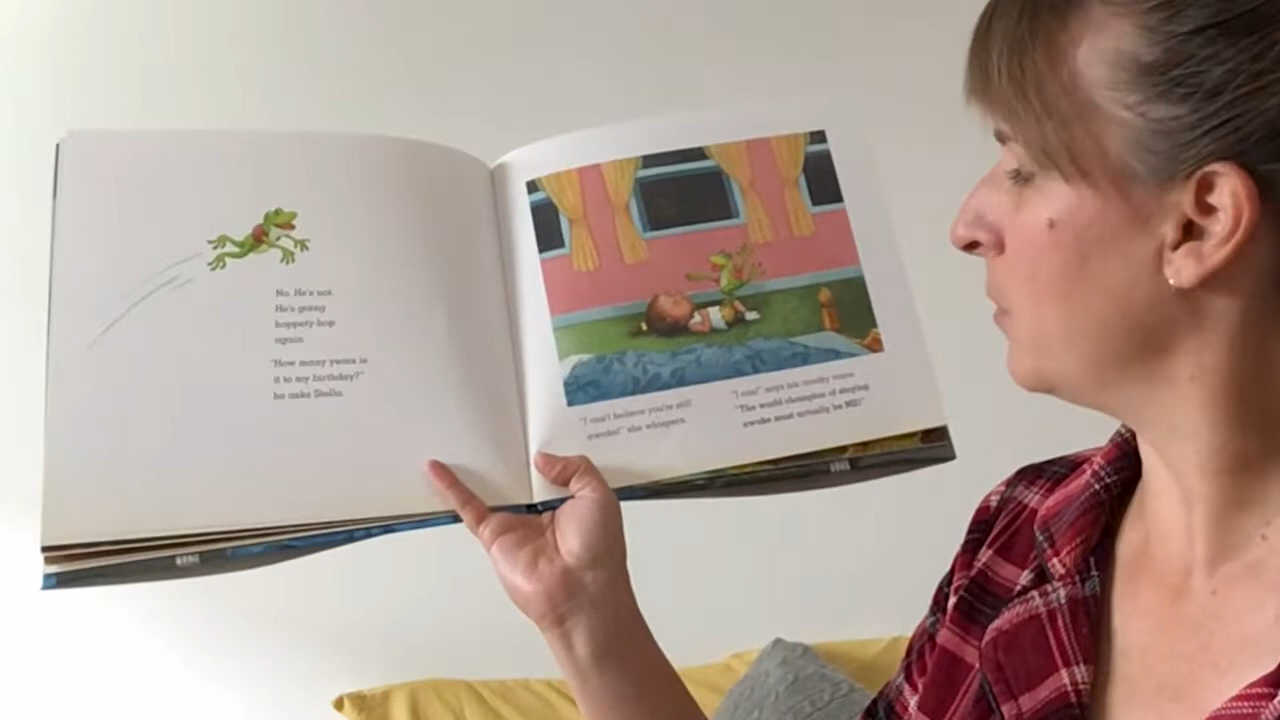 No. He's not.
He's going
hoppety-hop
again
"How many years is
it to my birthday?"
he asks Stella.
"I can't believe you're still
awake!" she whispers.
"I can!" says his croaky voice.
"The world champion of staying
awake must actually be ME!"